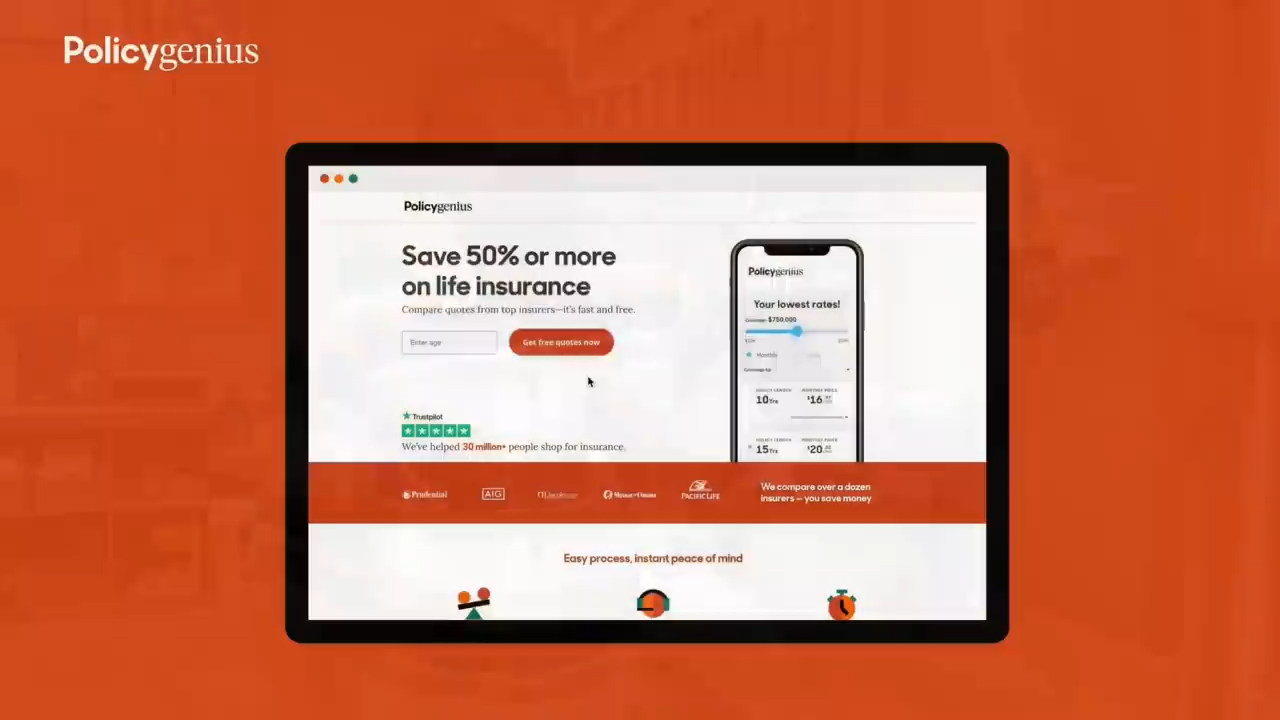 Policygenius
Policygenius
Save 50% or more
on life insurance
Compare quotes from top insurers—it's fast and free.
Enter age
Get free quotes now
Trustpilot
We've helped 30 million+ people shop for insurance.
Policygenius
Your lowest rates!
Coverage: $750,000
Monthly
10 Yrs $16
15 Yrs $20
Prudential
AIG
Mutual of Omaha
PACIFIC LIFE
We compare over a dozen
insurers – you save money
Easy process, instant peace of mind